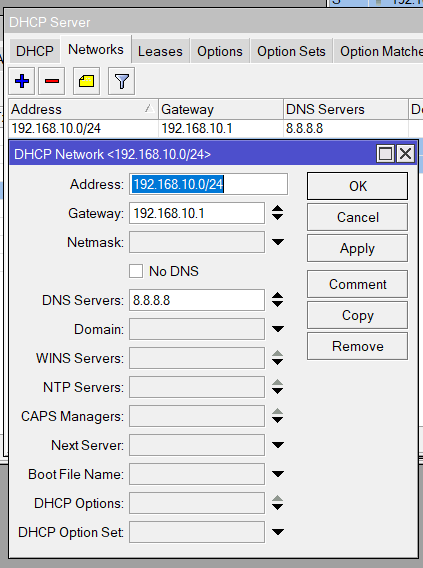 S 192.1
DHCP Server
DHCP Networks Leases Options Option Sets Option Matche
Address Gateway DNS Servers Do
192.168.10.0/24 192.168.10.1 8.8.8.8
DHCP Network <192.168.10.0/24>
Address: 192.168.10.0/24 OK
Gateway: 192.168.10.1 Cancel
Netmask: Apply
No DNS
Comment
DNS Servers: 8.8.8.8 Copy
Domain: Remove
WINS Servers:
NTP Servers:
CAPS Managers:
Next Server:
Boot File Name:
DHCP Options:
DHCP Option Set: